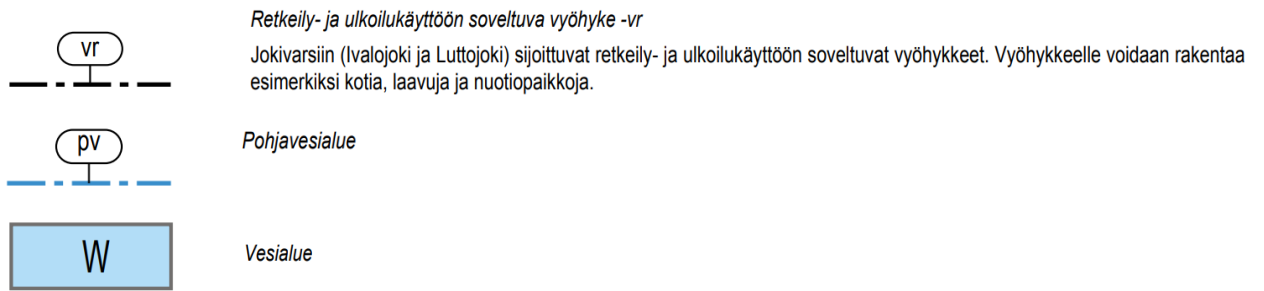 Retkeily- ja ulkoilukäyttöön soveltuva vyöhyke -vr
vr
Jokivarsiin (Ivalojoki ja Luttojoki) sijoittuvat retkeily- ja ulkoilukäyttöön soveltuvat vyöhykkeet. Vyöhykkeelle voidaan rakentaa
esimerkiksi kotia, laavuja ja nuotiopaikkoja.
pv
Pohjavesialue
W
Vesialue